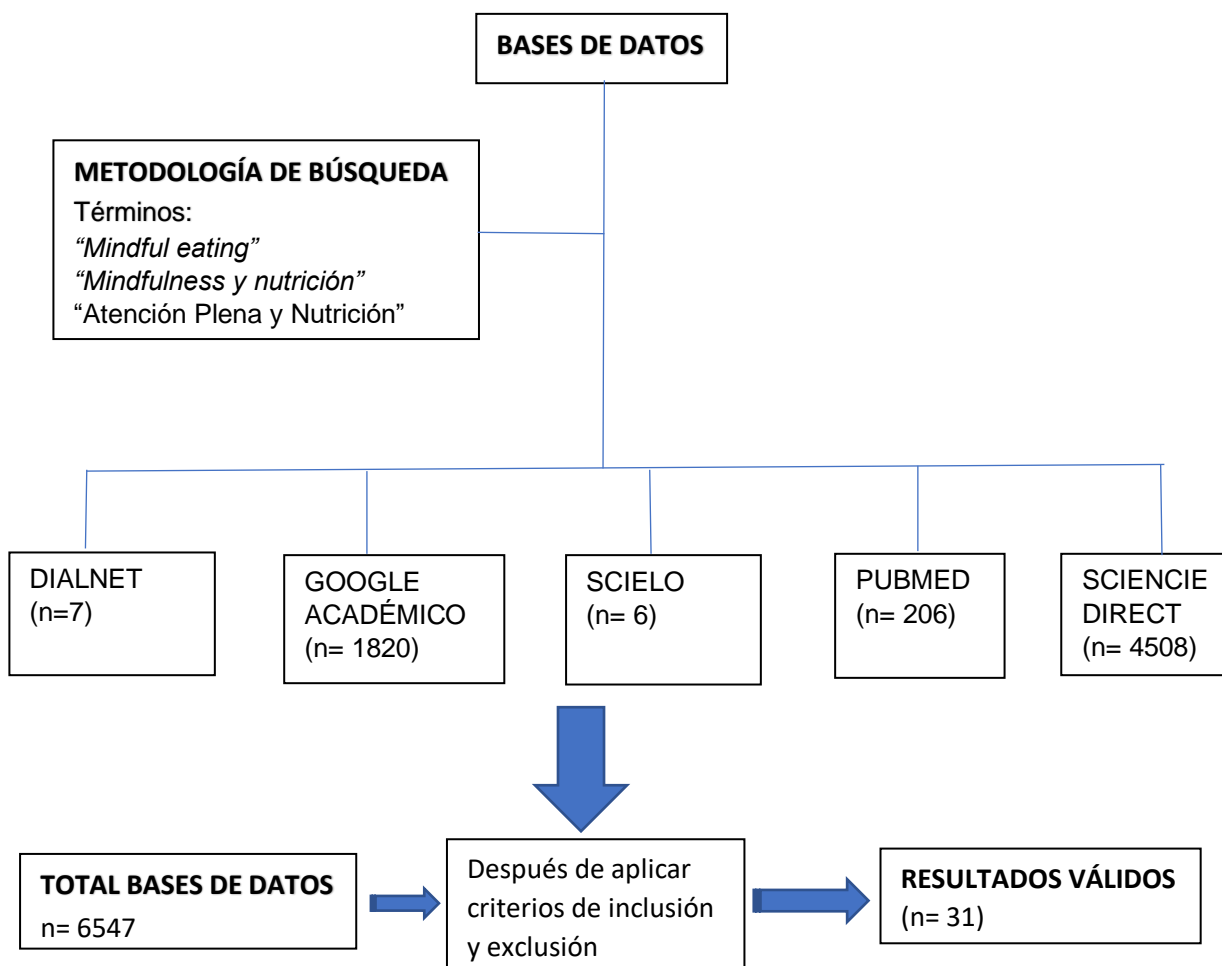 BASES DE DATOS
METODOLOGÍA DE BÚSQUEDA
Términos:
“Mindful eating”
“Mindfulness y nutrición”
“Atención Plena y Nutrición”
DIALNET
(n=7)
GOOGLE
ACADÉMICO
(n= 1820)
SCIELO
(n= 6)
PUBMED
(n= 206)
SCIENCIE
DIRECT
(n= 4508)
TOTAL BASES DE DATOS
n= 6547
Después de aplicar
criterios de inclusión
y exclusión
RESULTADOS VÁLIDOS
(n= 31)